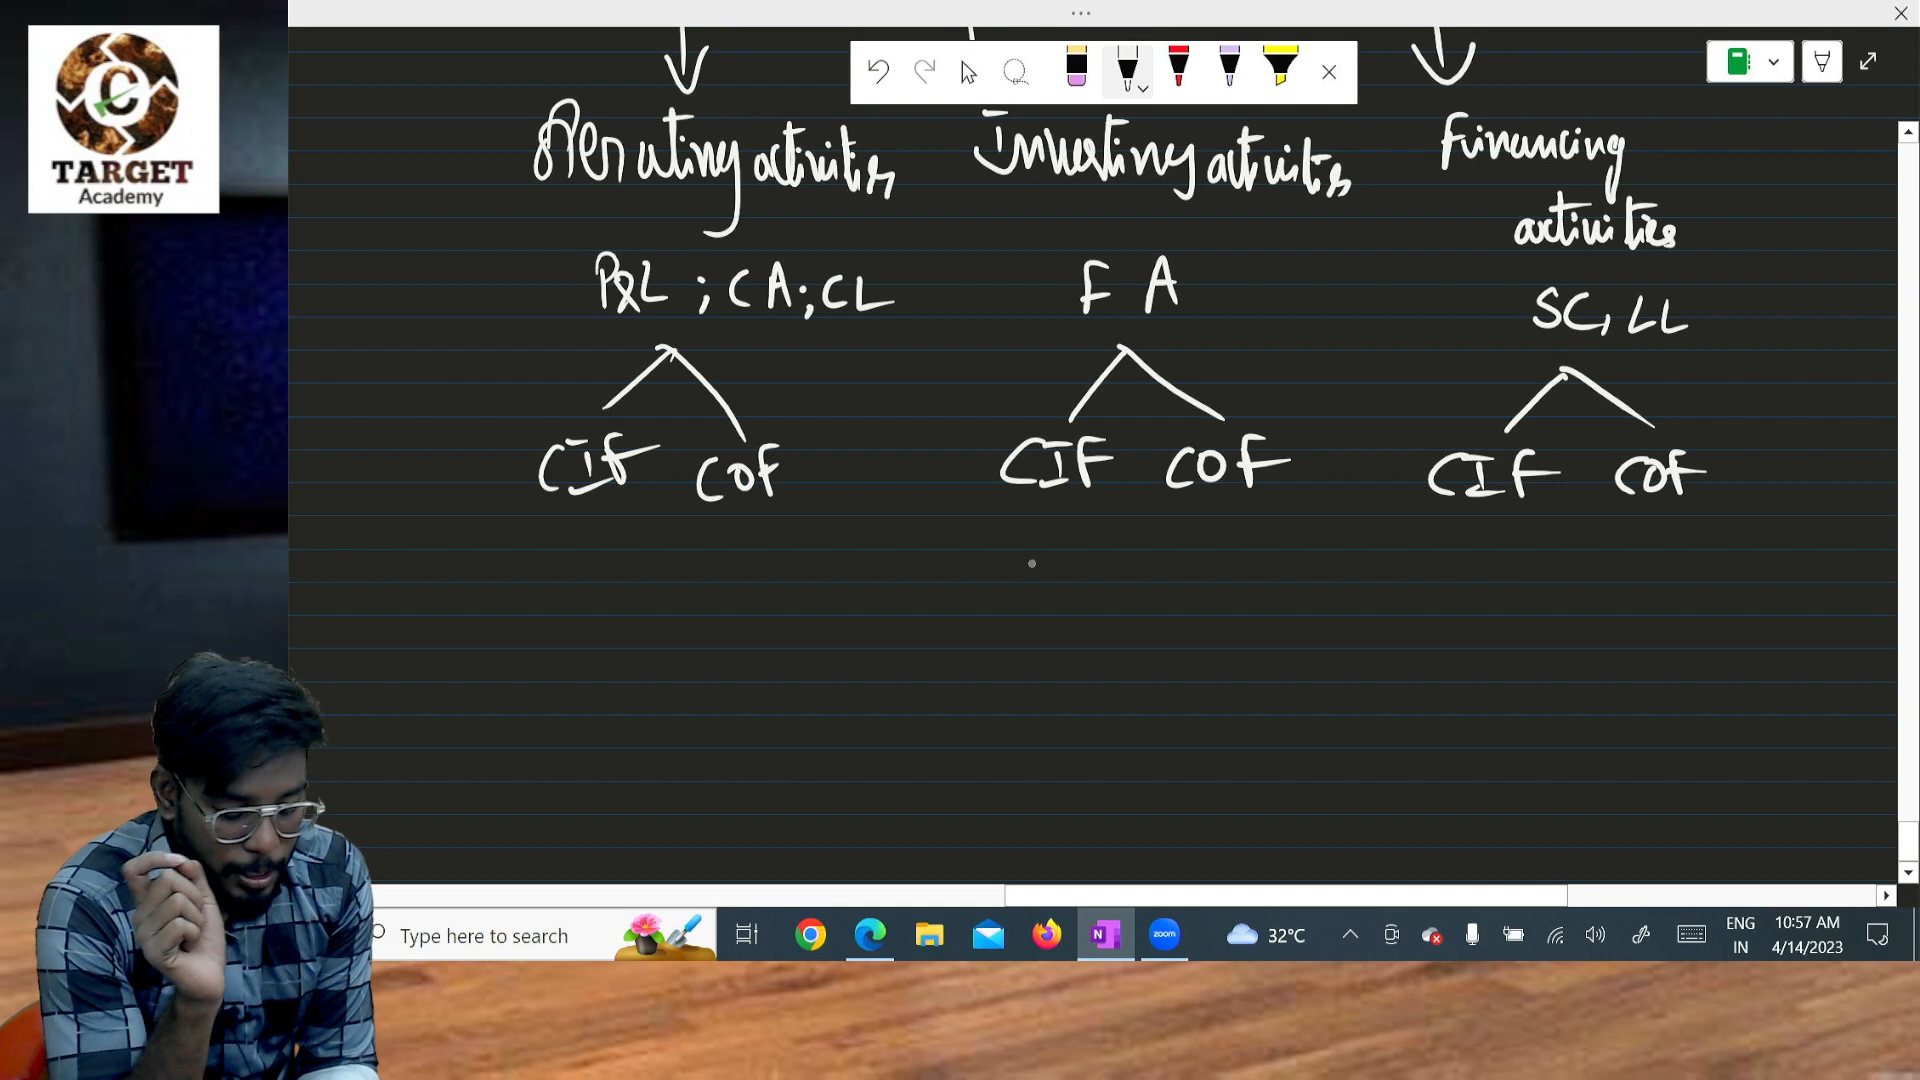 C
TARGET
Academy
Operating activities
Investing activities
Financing
activities
P&L ; CA ; CL
F A
SC, LL
CIF COF
CIF COF
CIF COF
Type here to search
N
zoom
32°C
ENG
IN
10:57 AM
4/14/2023